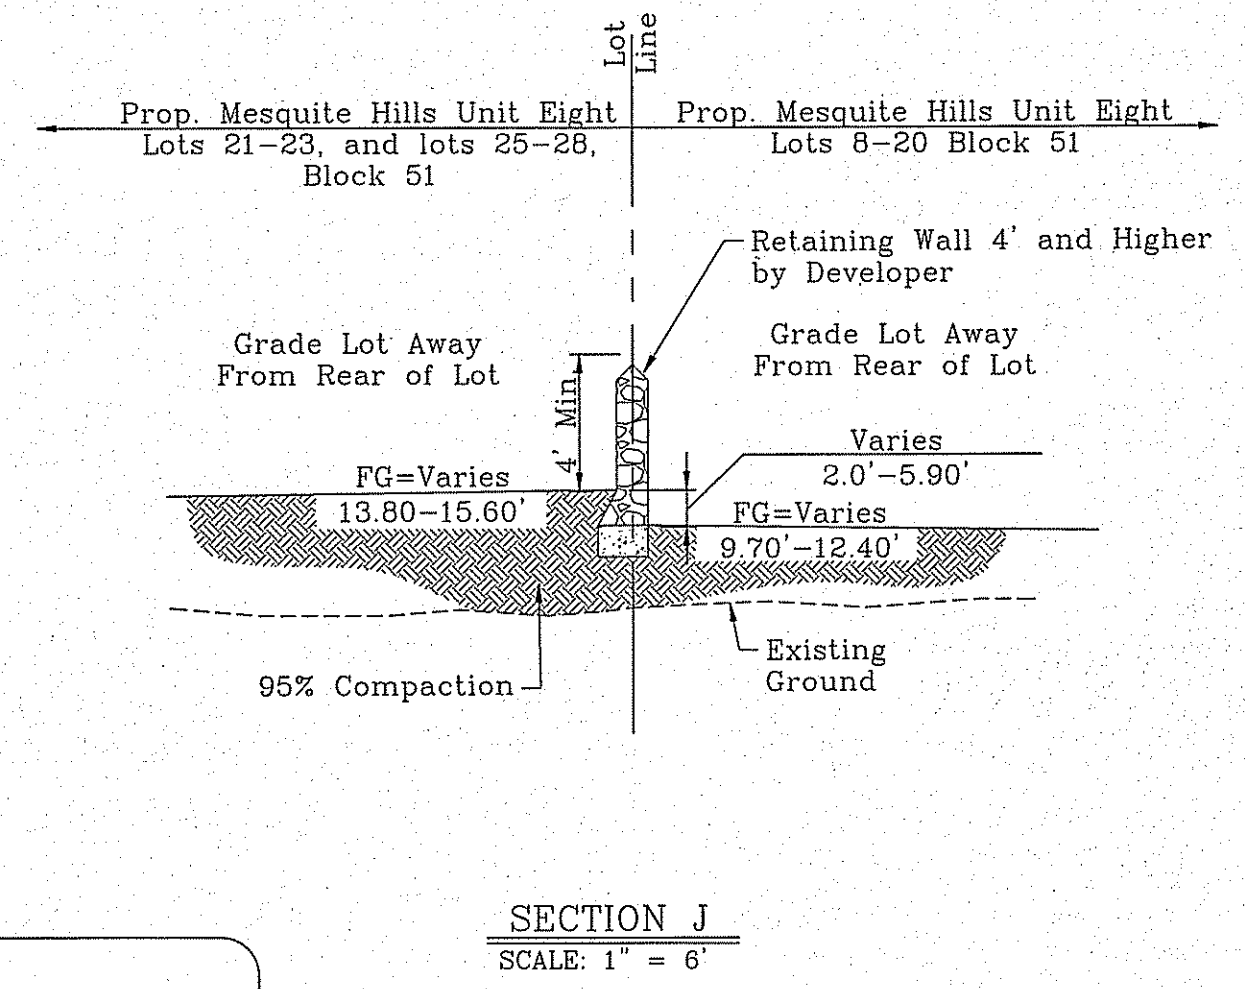 Lot
Line
Prop. Mesquite Hills Unit Eight
Lots 21-23, and lots 25-28,
Block 51
Prop. Mesquite Hills Unit Eight
Lots 8-20 Block 51
Retaining Wall 4' and Higher
by Developer
Grade Lot Away
From Rear of Lot
Grade Lot Away
From Rear of Lot
4' Min
Varies
2.0'-5.90'
FG=Varies
13.80-15.60'
FG=Varies
9.70'-12.40'
Existing
Ground
95% Compaction
SECTION J
SCALE: 1" = 6'